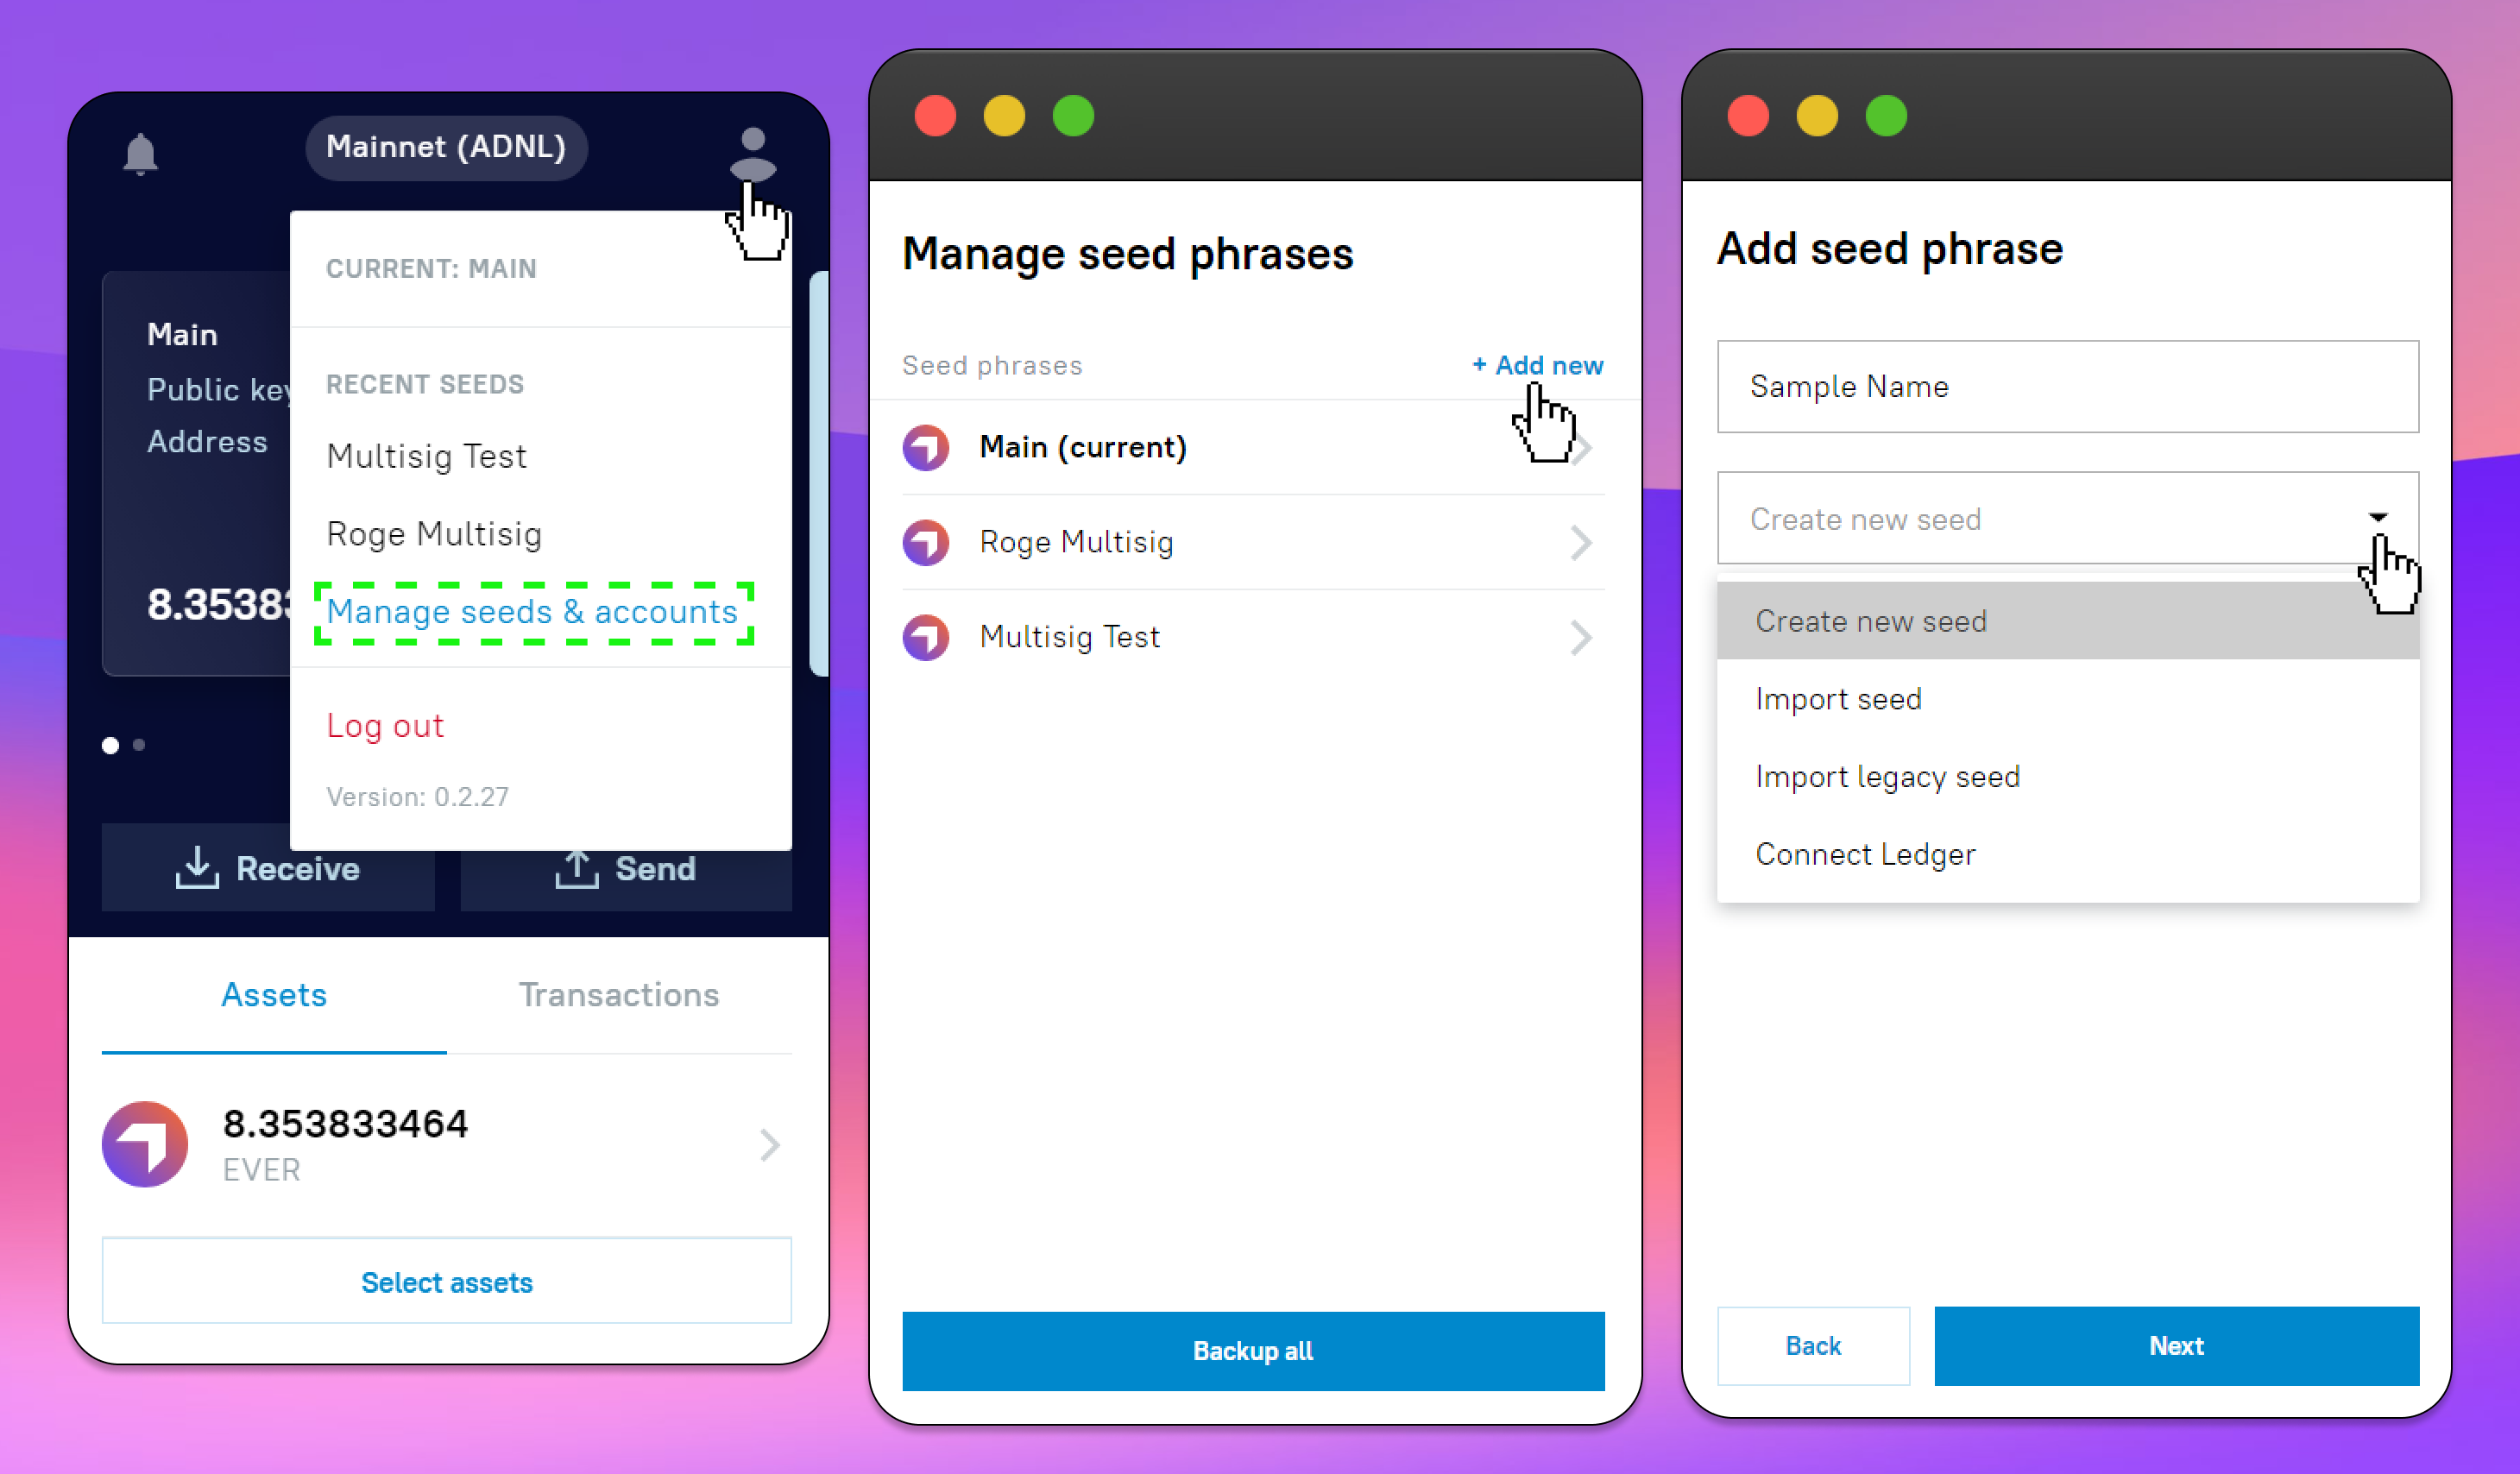 Mainnet (ADNL)
CURRENT: MAIN
RECENT SEEDS
Multisig Test
Roge Multisig
Manage seeds & accounts
Log out
Version: 0.2.27
Main
Public key
Address
8.35383
Receive
Send
Assets
Transactions
8.353833464
EVER
Select assets
Manage seed phrases
Seed phrases
+ Add new
Main (current)
Roge Multisig
Multisig Test
Backup all
Add seed phrase
Sample Name
Create new seed
Create new seed
Import seed
Import legacy seed
Connect Ledger
Back
Next